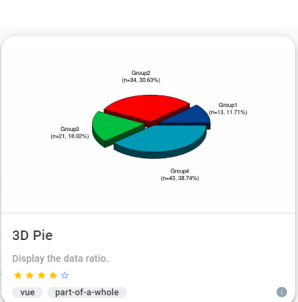 Group2
(n=34, 30.63%)
Group1
(n=13, 11.71%)
Group3
(n=21, 18.92%)
Group4
(n=43, 38.74%)
3D Pie
Display the data ratio.
vue part-of-a-whole